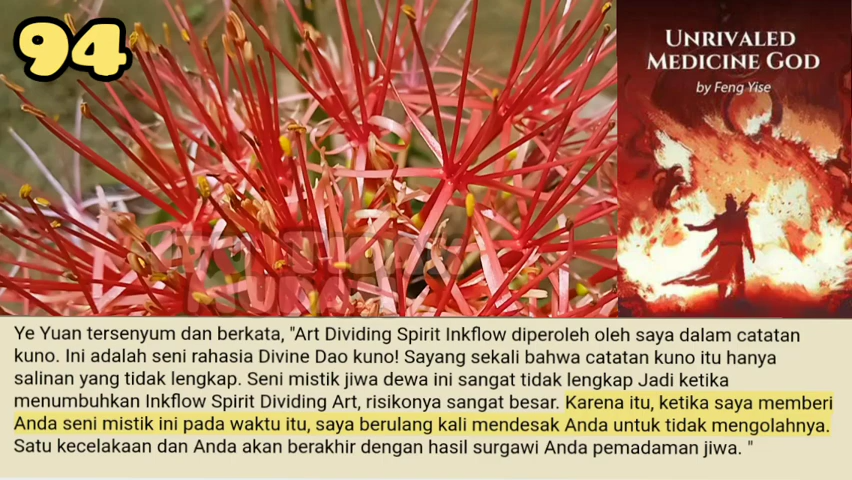 94
UNRIVALED
MEDICINE GOD
by Feng Yise
Ye Yuan tersenyum dan berkata, "Art Dividing Spirit Inkflow diperoleh oleh saya dalam catatan
kuno. Ini adalah seni rahasia Divine Dao kuno! Sayang sekali bahwa catatan kuno itu hanya
salinan yang tidak lengkap. Seni mistik jiwa dewa ini sangat tidak lengkap Jadi ketika
menumbuhkan Inkflow Spirit Dividing Art, risikonya sangat besar. Karena itu, ketika saya memberi
Anda seni mistik ini pada waktu itu, saya berulang kali mendesak Anda untuk tidak mengolahnya.
Satu kecelakaan dan Anda akan berakhir dengan hasil surgawi Anda pemadaman jiwa. "